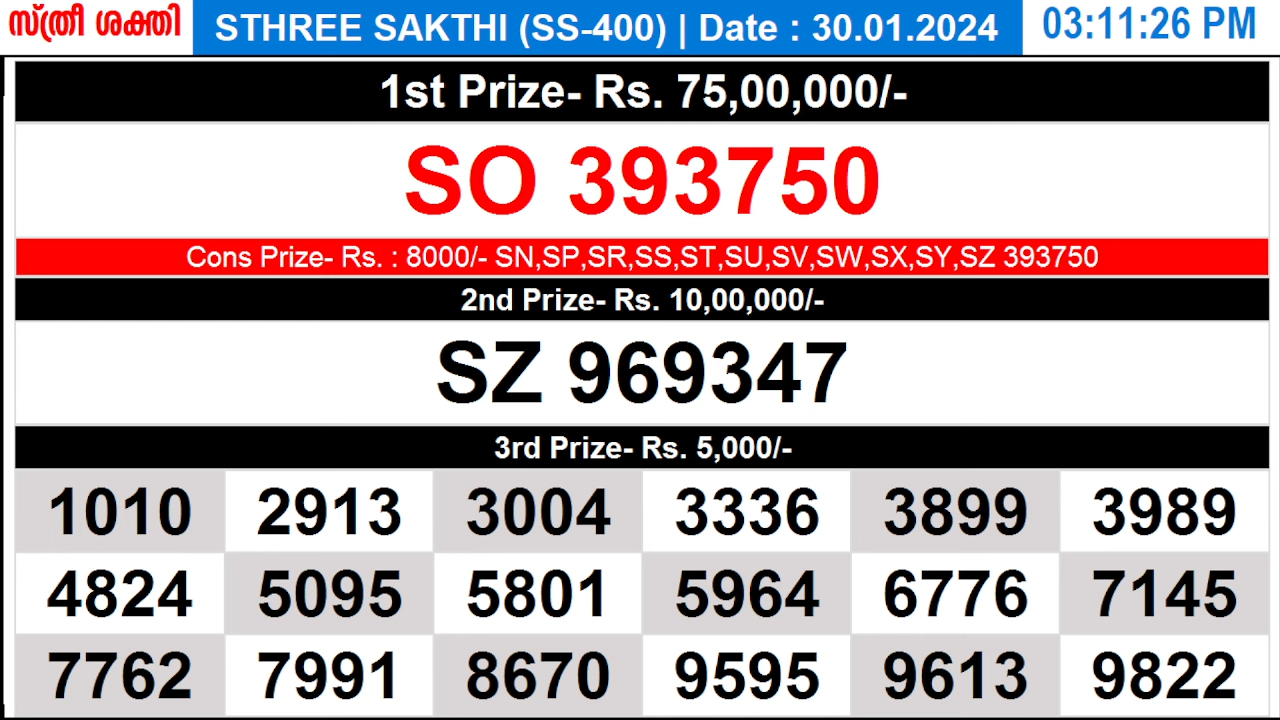 സ്ത്രീ ശക്തി STHREE SAKTHI (SS-400) | Date : 30.01.2024 03:11:26 PM
1st Prize- Rs. 75,00,000/-
SO 393750
Cons Prize- Rs. : 8000/- SN,SP,SR,SS,ST,SU,SV,SW,SX,SY,SZ 393750
2nd Prize- Rs. 10,00,000/-
SZ 969347
3rd Prize- Rs. 5,000/-
1010 2913 3004 3336 3899 3989
4824 5095 5801 5964 6776 7145
7762 7991 8670 9595 9613 9822